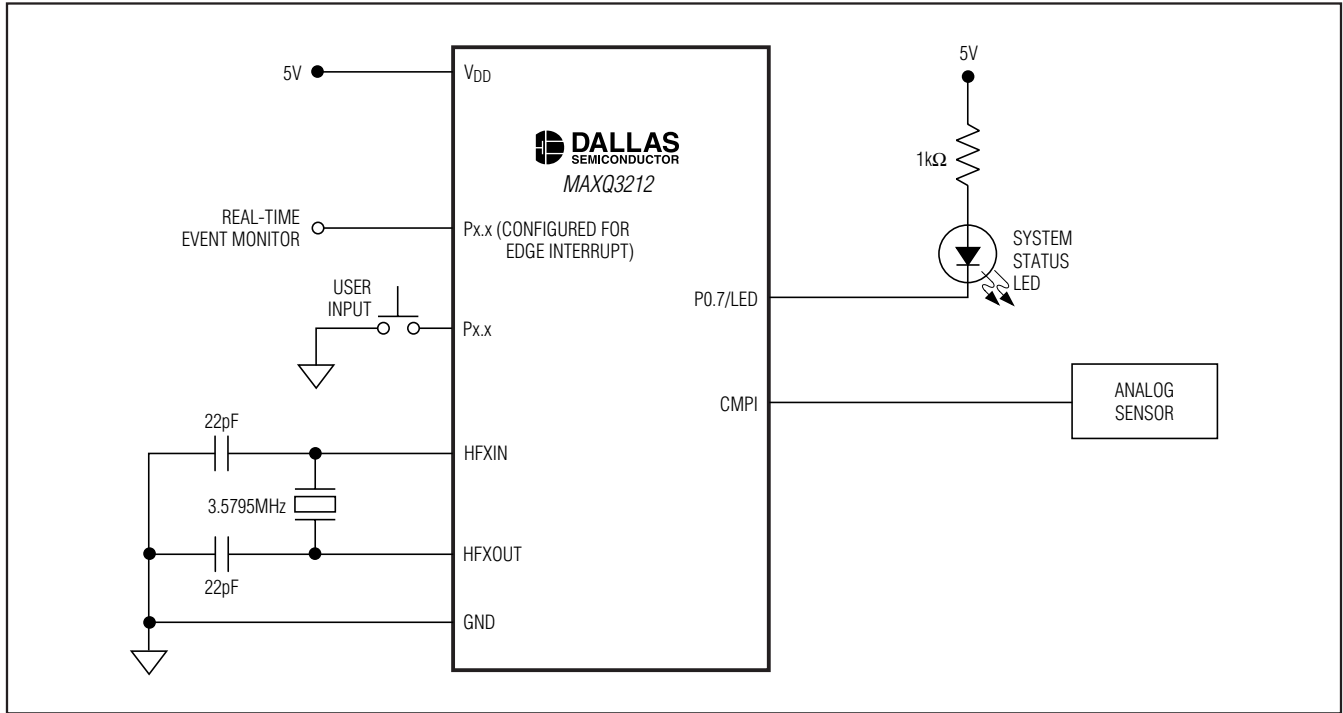 5V
V_DD
DALLAS
SEMICONDUCTOR
MAXQ3212
REAL-TIME
EVENT MONITOR
Px.x (CONFIGURED FOR
EDGE INTERRUPT)
USER
INPUT
Px.x
22pF
HFXIN
3.5795MHz
HFXOUT
22pF
GND
5V
1kΩ
SYSTEM
STATUS
LED
P0.7/LED
CMPI
ANALOG
SENSOR